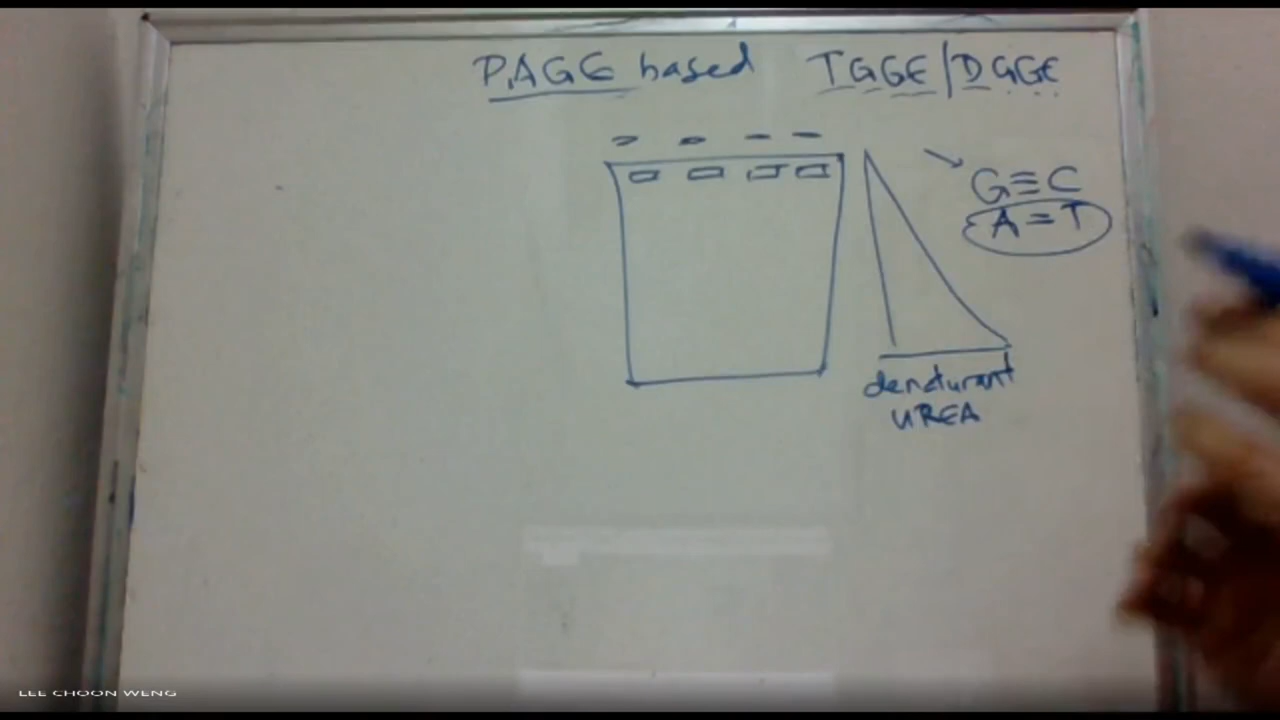 PAGE based TGGE/DGGE
G≡C
A=T
denaturant
UREA
LEE CHOON WENG